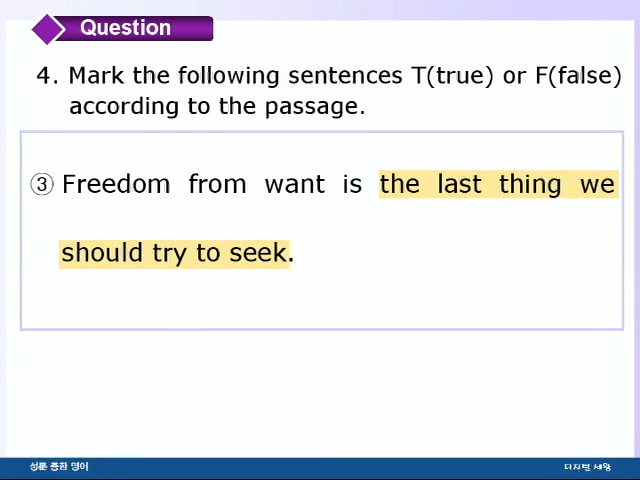 Question
4. Mark the following sentences T(true) or F(false)
according to the passage.
③ Freedom from want is the last thing we
should try to seek.
성문 종합 영어
디지털 세왕